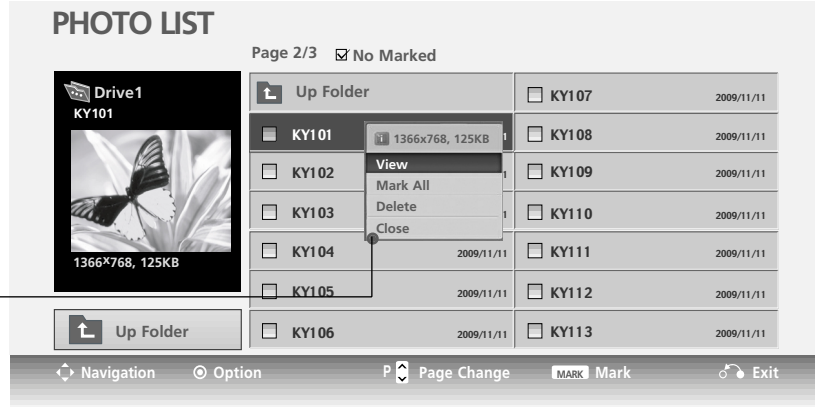 PHOTO LIST
Page 2/3 No Marked
Drive1
KY101
1366x768, 125KB
Up Folder
Up Folder
KY101
1366x768, 125KB
View
Mark All
Delete
Close
KY102
KY103
KY104 2009/11/11
KY105 2009/11/11
KY106 2009/11/11
KY107 2009/11/11
KY108 2009/11/11
KY109 2009/11/11
KY110 2009/11/11
KY111 2009/11/11
KY112 2009/11/11
KY113 2009/11/11
Navigation Option P Page Change MARK Mark Exit